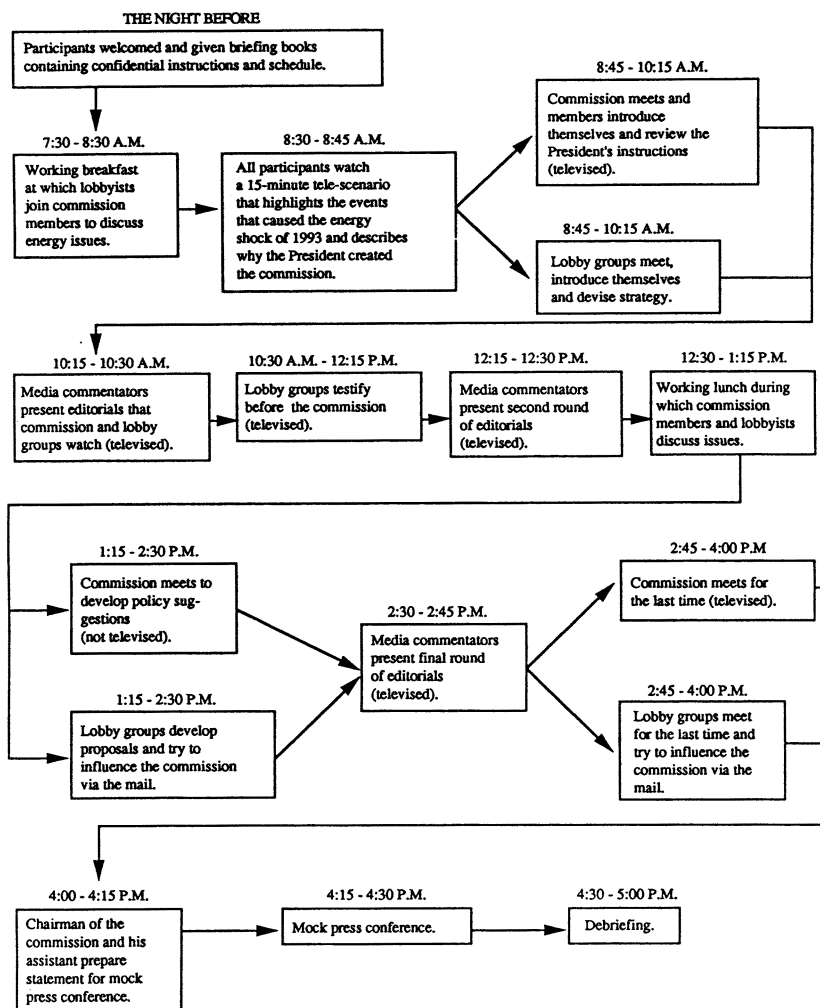 THE NIGHT BEFORE
Participants welcomed and given briefing books
containing confidential instructions and schedule.
7:30 - 8:30 A.M.
Working breakfast
at which lobbyists
join commission
members to discuss
energy issues.
8:30 - 8:45 A.M.
All participants watch
a 15-minute tele-scenario
that highlights the events
that caused the energy
shock of 1993 and describes
why the President created
the commission.
8:45 - 10:15 A.M.
Commission meets and
members introduce
themselves and review the
President's instructions
(televised).
8:45 - 10:15 A.M.
Lobby groups meet,
introduce themselves
and devise strategy.
10:15 - 10:30 A.M.
Media commentators
present editorials that
commission and lobby
groups watch (televised).
10:30 A.M. - 12:15 P.M.
Lobby groups testify
before the commission
(televised).
12:15 - 12:30 P.M.
Media commentators
present second round
of editorials
(televised).
12:30 - 1:15 P.M.
Working lunch during
which commission
members and lobbyists
discuss issues.
1:15 - 2:30 P.M.
Commission meets to
develop policy sug-
gestions
(not televised).
1:15 - 2:30 P.M.
Lobby groups develop
proposals and try to
influence the commission
via the mail.
2:30 - 2:45 P.M.
Media commentators
present final round
of editorials
(televised).
2:45 - 4:00 P.M
Commission meets for
the last time (televised).
2:45 - 4:00 P.M.
Lobby groups meet
for the last time and
try to influence the
commission via the
mail.
4:00 - 4:15 P.M.
Chairman of the
commission and his
assistant prepare
statement for mock
press conference.
4:15 - 4:30 P.M.
Mock press conference.
4:30 - 5:00 P.M.
Debriefing.